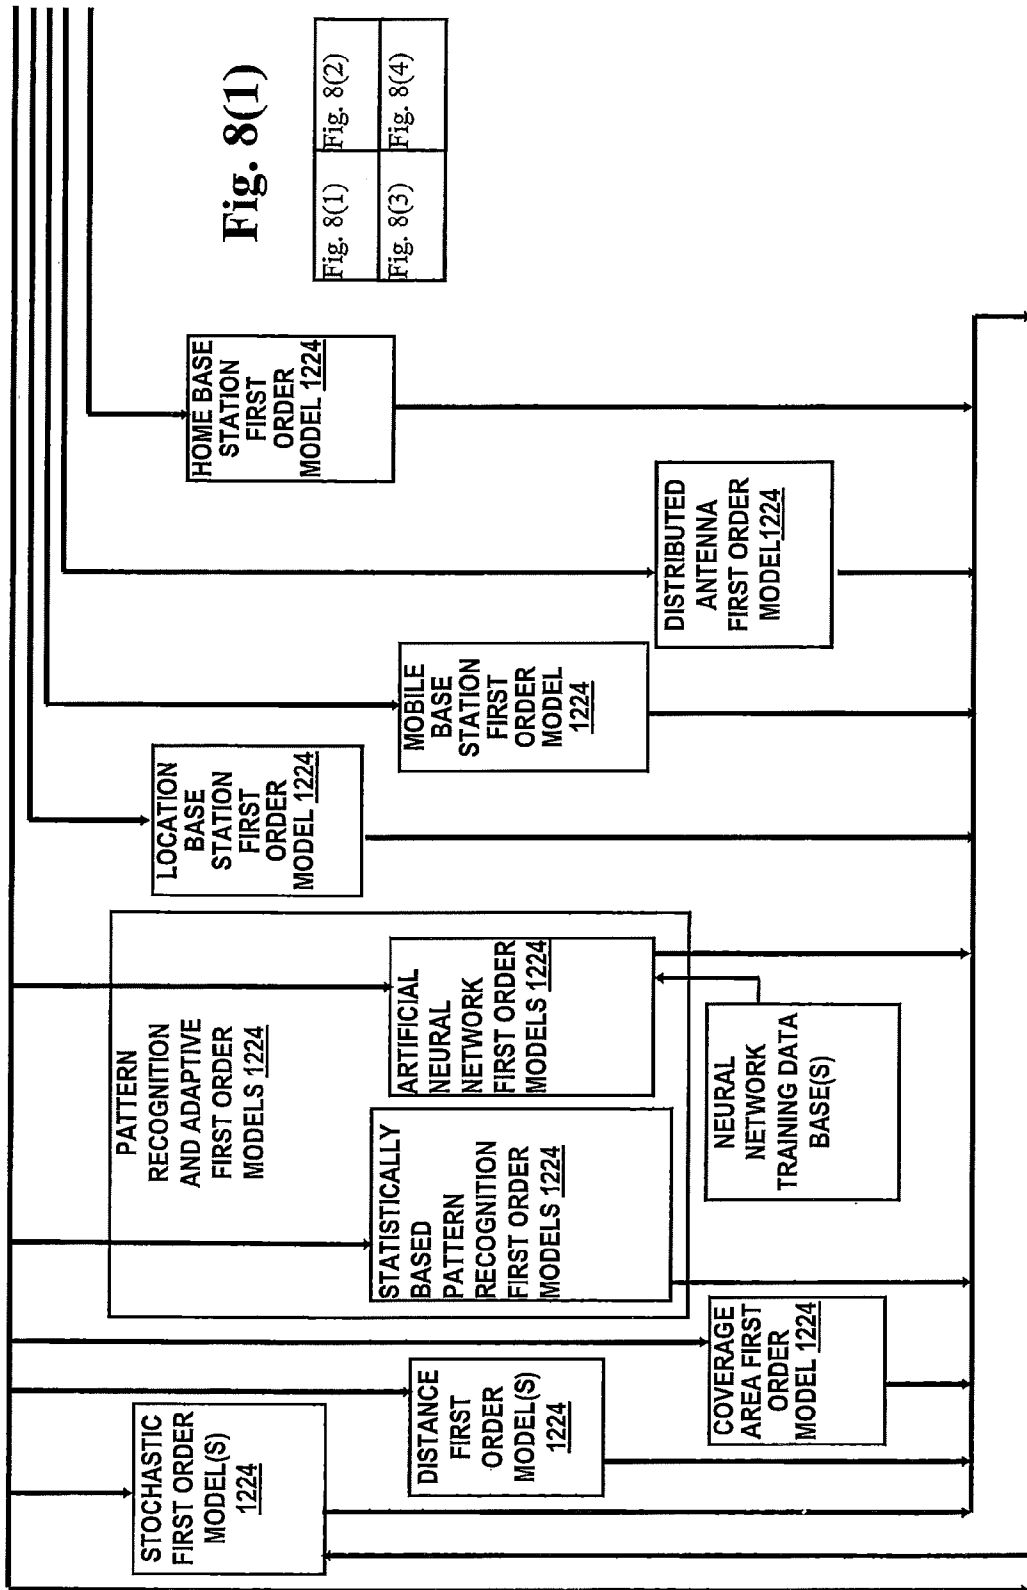 Fig. 8(1)
Fig. 8(1) Fig. 8(2)
Fig. 8(3) Fig. 8(4)
STOCHASTIC
FIRST ORDER
MODEL(S)
1224
DISTANCE
FIRST
ORDER
MODEL(S)
1224
COVERAGE
AREA FIRST
ORDER
MODEL 1224
PATTERN
RECOGNITION
AND ADAPTIVE
FIRST ORDER
MODELS 1224
STATISTICALLY
BASED
PATTERN
RECOGNITION
FIRST ORDER
MODELS 1224
ARTIFICIAL
NEURAL
NETWORK
FIRST ORDER
MODELS 1224
NEURAL
NETWORK
TRAINING DATA
BASE(S)
LOCATION
BASE
STATION
FIRST
ORDER
MODEL 1224
MOBILE
BASE
STATION
FIRST
ORDER
MODEL
1224
DISTRIBUTED
ANTENNA
FIRST ORDER
MODEL1224
HOME BASE
STATION
FIRST
ORDER
MODEL 1224